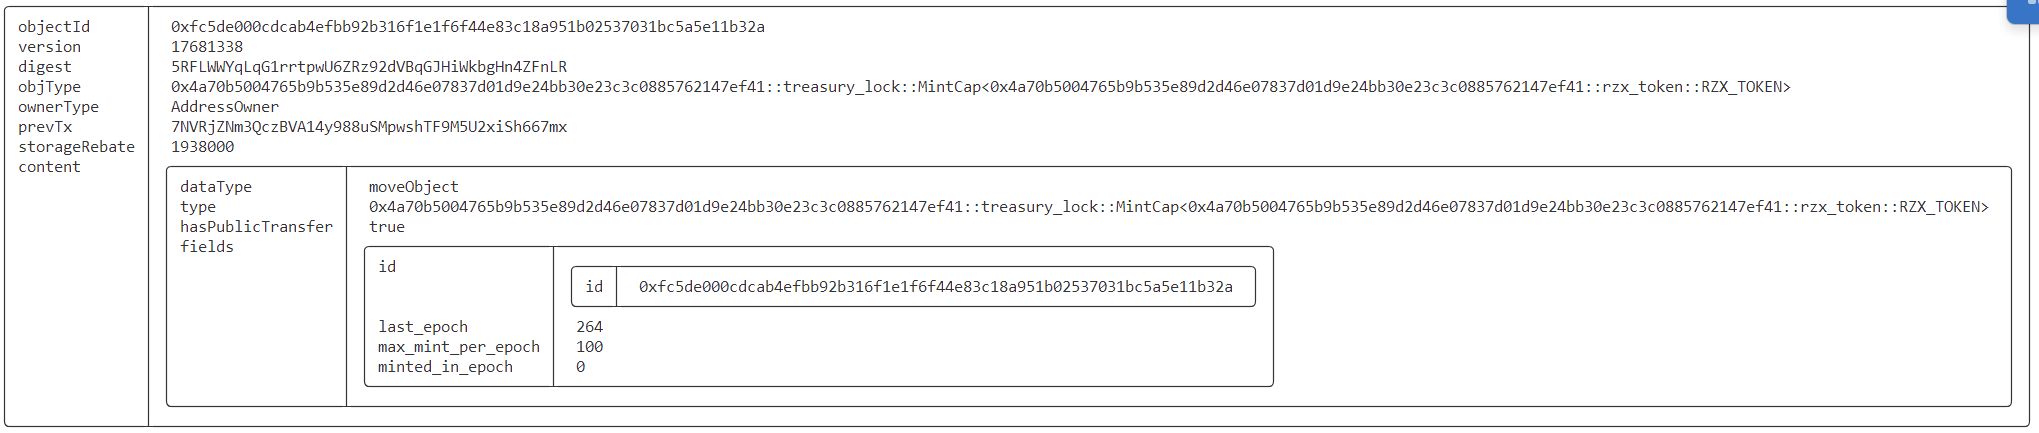 objectId 0xfc5de000cdcab4efbb92b316f1e1f6f44e83c18a951b02537031bc5a5e11b32a
version 17681338
digest 5RFLWWYqLqG1rrtpwU6ZRz92dVBqGJHiWkbgHn4ZFnLR
objType 0x4a70b5004765b9b535e89d2d46e07837d01d9e24bb30e23c3c0885762147ef41::treasury_lock::MintCap<0x4a70b5004765b9b535e89d2d46e07837d01d9e24bb30e23c3c0885762147ef41::rzx_token::RZX_TOKEN>
ownerType AddressOwner
prevTx 7NVRjZNm3QczBVA14y988uSMpwshTF9M5U2xiSh667mx
storageRebate 1938000
content
dataType moveObject
type 0x4a70b5004765b9b535e89d2d46e07837d01d9e24bb30e23c3c0885762147ef41::treasury_lock::MintCap<0x4a70b5004765b9b535e89d2d46e07837d01d9e24bb30e23c3c0885762147ef41::rzx_token::RZX_TOKEN>
hasPublicTransfer true
fields
id
id 0xfc5de000cdcab4efbb92b316f1e1f6f44e83c18a951b02537031bc5a5e11b32a
last_epoch 264
max_mint_per_epoch 100
minted_in_epoch 0